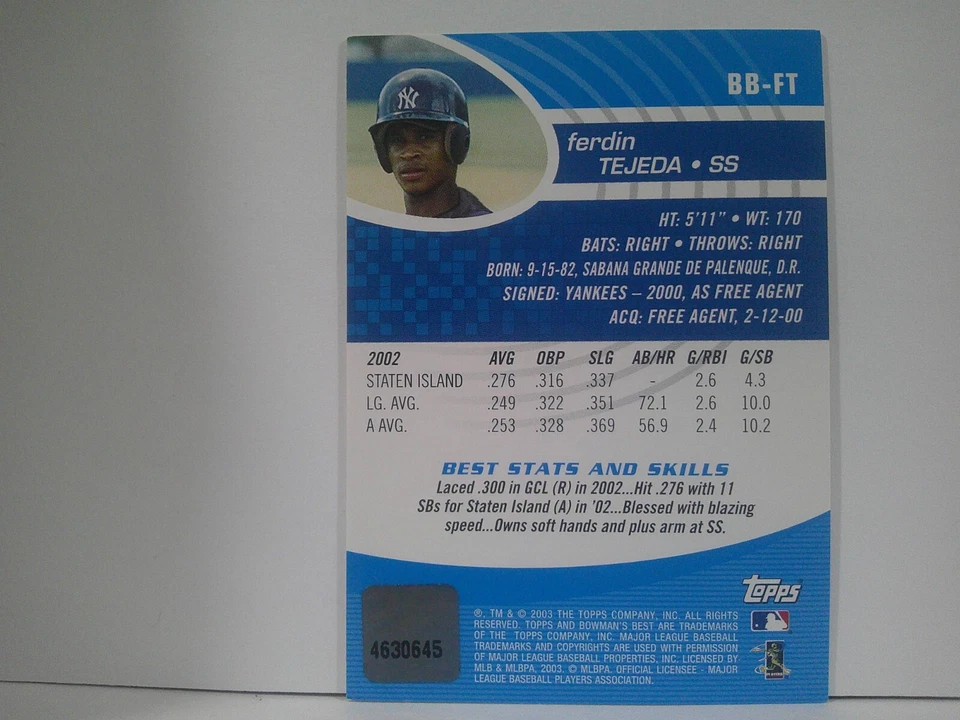 BB-FT
NY
ferdin
TEJEDA • SS
HT: 5'11" • WT: 170
BATS: RIGHT • THROWS: RIGHT
BORN: 9-15-82, SABANA GRANDE DE PALENQUE, D.R.
SIGNED: YANKEES – 2000, AS FREE AGENT
ACQ: FREE AGENT, 2-12-00
2002 AVG OBP SLG AB/HR G/RBI G/SB
STATEN ISLAND .276 .316 .337 - 2.6 4.3
LG. AVG. .249 .322 .351 72.1 2.6 10.0
A AVG. .253 .328 .369 56.9 2.4 10.2
BEST STATS AND SKILLS
Laced .300 in GCL (R) in 2002...Hit .276 with 11
SBs for Staten Island (A) in '02...Blessed with blazing
speed...Owns soft hands and plus arm at SS.
Topps
®, TM & © 2003 THE TOPPS COMPANY, INC. ALL RIGHTS
RESERVED. TOPPS AND BOWMAN'S BEST ARE TRADEMARKS
OF THE TOPPS COMPANY, INC. MAJOR LEAGUE BASEBALL
TRADEMARKS AND COPYRIGHTS ARE USED WITH PERMISSION
OF MAJOR LEAGUE BASEBALL PROPERTIES, INC. LICENSED BY
MLB & MLBPA, 2003. © MLBPA. OFFICIAL LICENSEE - MAJOR
LEAGUE BASEBALL PLAYERS ASSOCIATION.
4630645